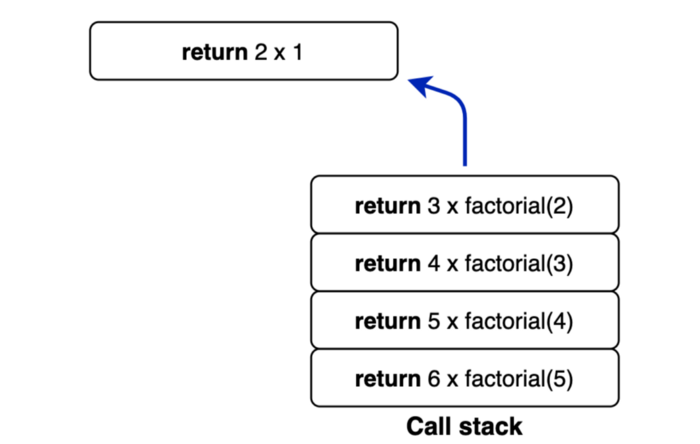 return 2 x 1
return 3 x factorial(2)
return 4 x factorial(3)
return 5 x factorial(4)
return 6 x factorial(5)
Call stack